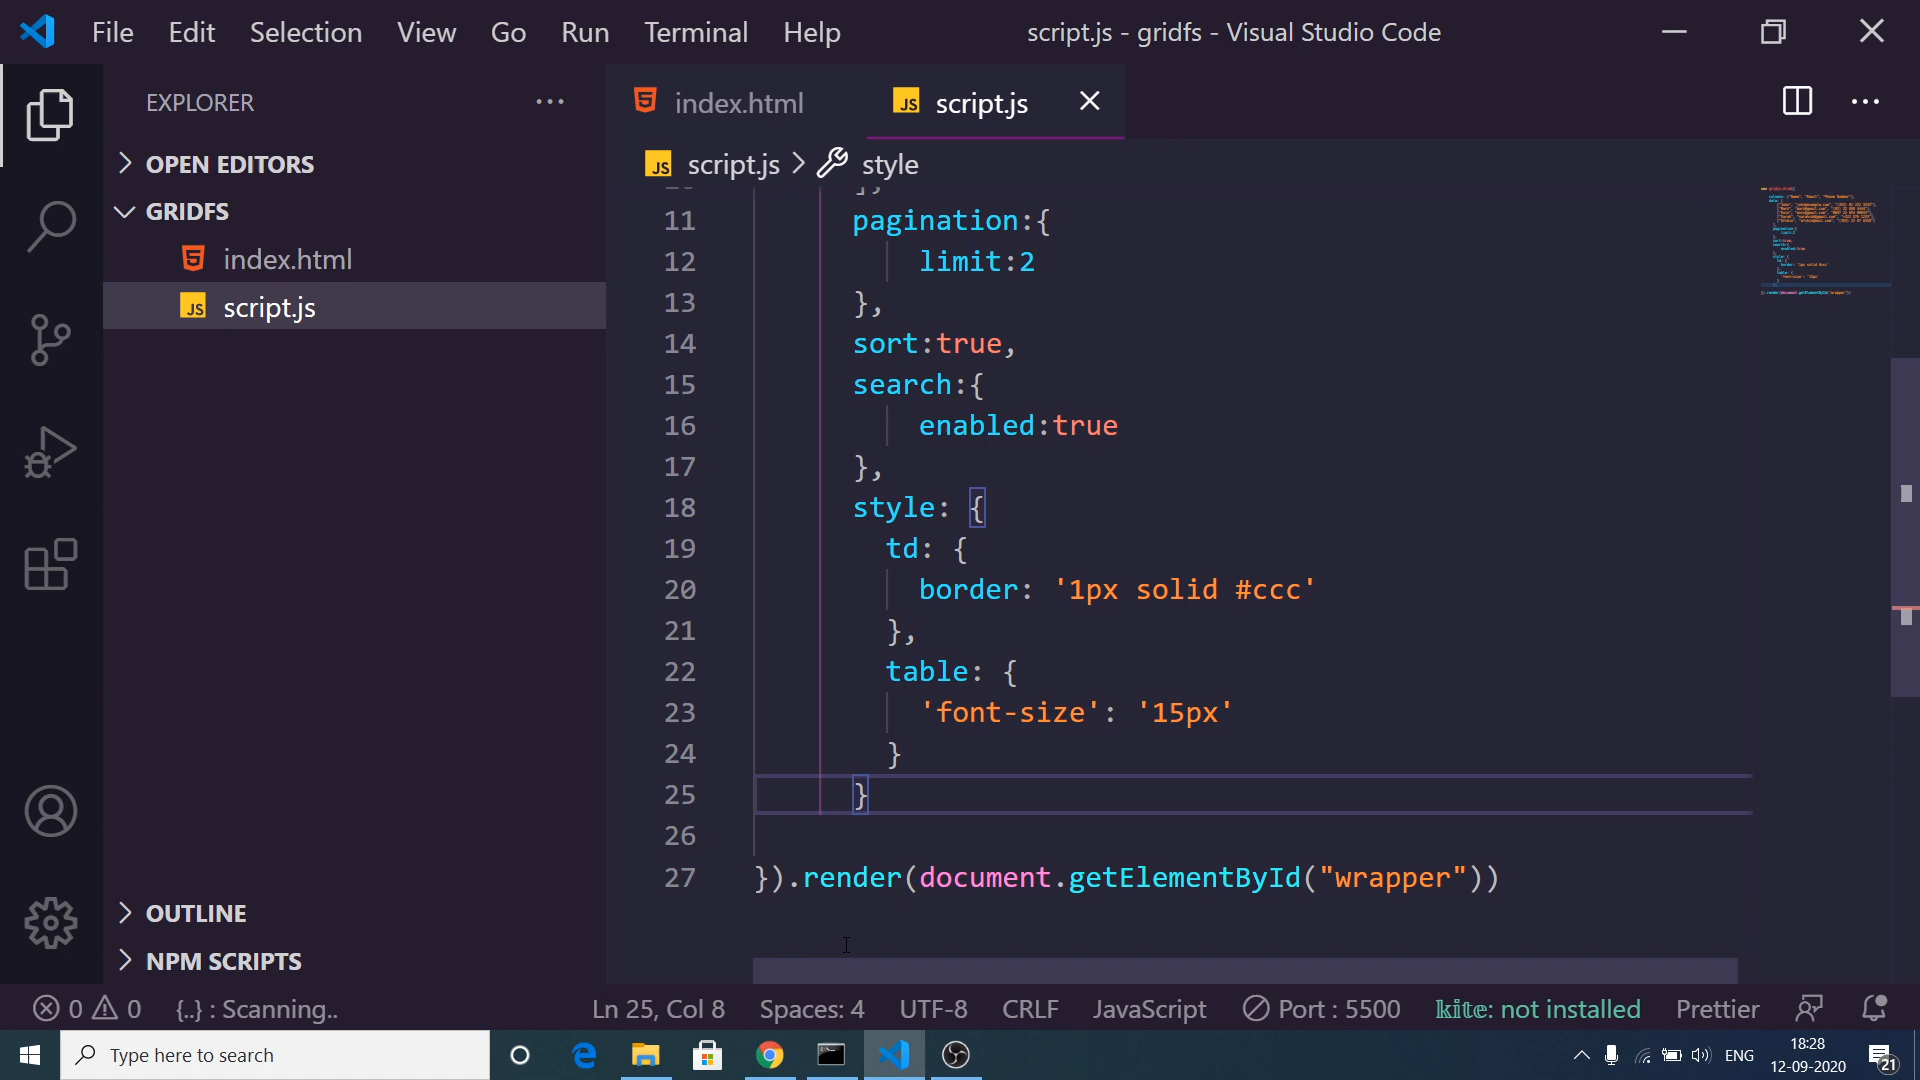 File Edit Selection View Go Run Terminal Help
script.js - gridfs - Visual Studio Code
EXPLORER
OPEN EDITORS
GRIDFS
index.html
JS script.js
OUTLINE
NPM SCRIPTS
index.html
JS script.js
JS script.js > style
11 pagination:{
12 limit:2
13 },
14 sort:true,
15 search:{
16 enabled:true
17 },
18 style: {
19 td: {
20 border: '1px solid #ccc'
21 },
22 table: {
23 'font-size': '15px'
24 }
25 }
26
27 }).render(document.getElementById("wrapper"))
0 0 {..} : Scanning..
Ln 25, Col 8 Spaces: 4 UTF-8 CRLF JavaScript Port : 5500 kite: not installed Prettier
Type here to search
ENG
18:28
12-09-2020
21